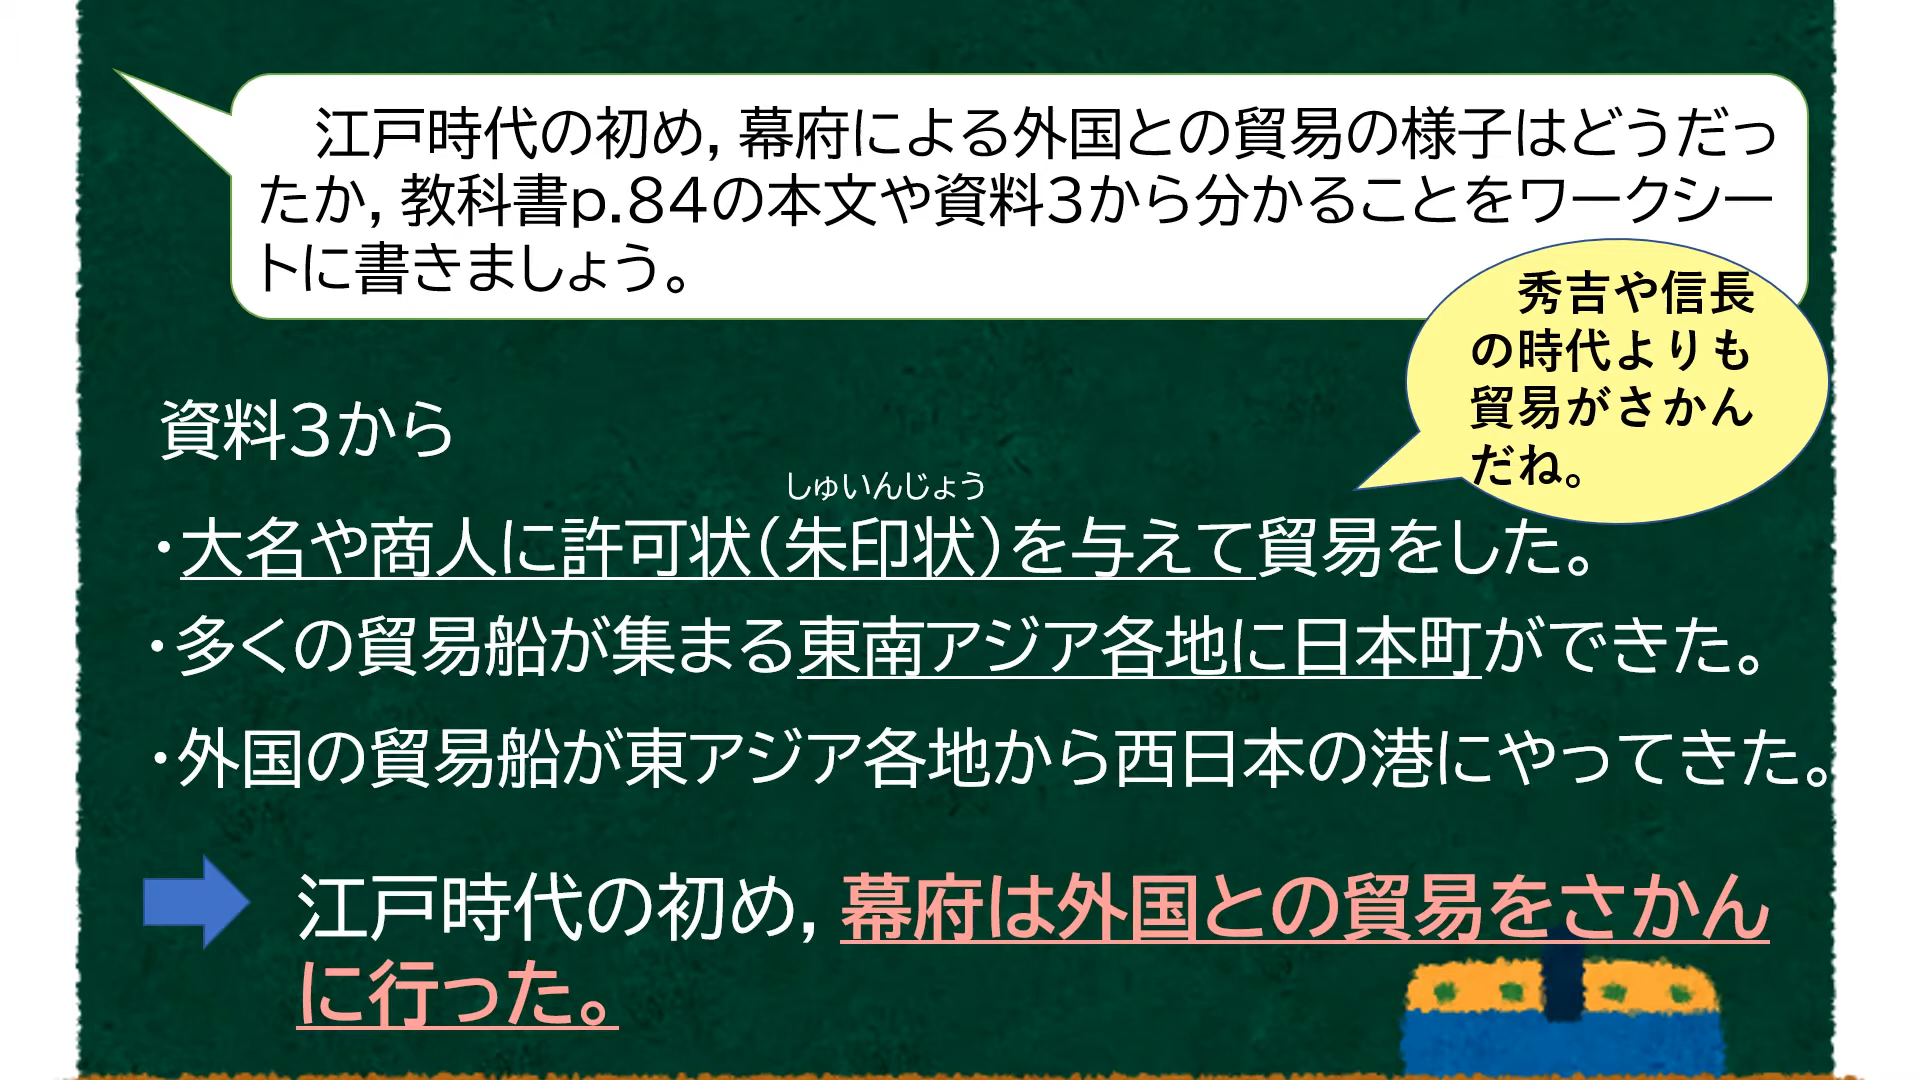 江戸時代の初め，幕府による外国との貿易の様子はどうだっ
たか，教科書p.84の本文や資料3から分かることをワークシー
トに書きましょう。
秀吉や信長
の時代よりも
貿易がさかん
だね。
資料3から
しゅいんじょう
・大名や商人に許可状（朱印状）を与えて貿易をした。
・多くの貿易船が集まる東南アジア各地に日本町ができた。
・外国の貿易船が東アジア各地から西日本の港にやってきた。
江戸時代の初め，幕府は外国との貿易をさかん
に行った。